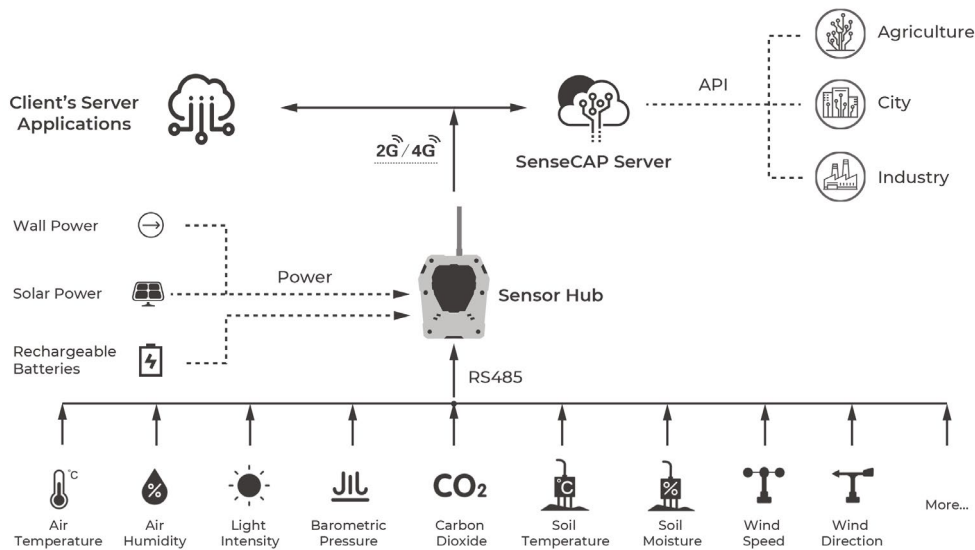 Client's Server
Applications
2G / 4G
SenseCAP Server
API
Agriculture
City
Industry
Wall Power
Solar Power
Rechargeable
Batteries
Power
Sensor Hub
RS485
°C
%
CO2
°C
%
Air
Temperature
Air
Humidity
Light
Intensity
Barometric
Pressure
Carbon
Dioxide
Soil
Temperature
Soil
Moisture
Wind
Speed
Wind
Direction
More...